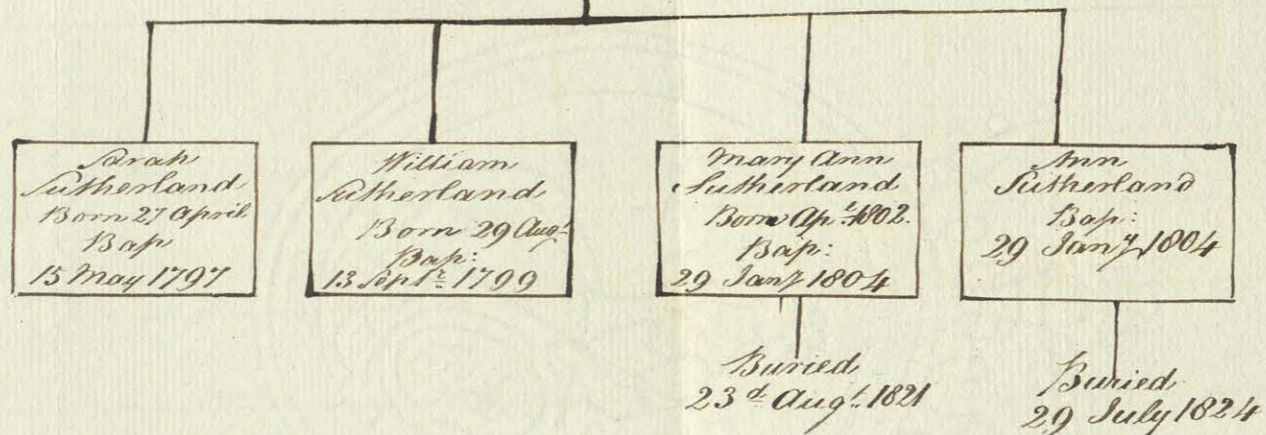 Sarah
Sutherland
Born 27 April
Bap
15 May 1797
William
Sutherland
Born 29 Augt.
Bap:
13 Septr. 1799
Mary Ann
Sutherland
Born Apl. 1802.
Bap:
29 Jany 1804
Buried
23d. Augt. 1821
Ann
Sutherland
Bap:
29 Jany 1804
Buried
29 July 1824